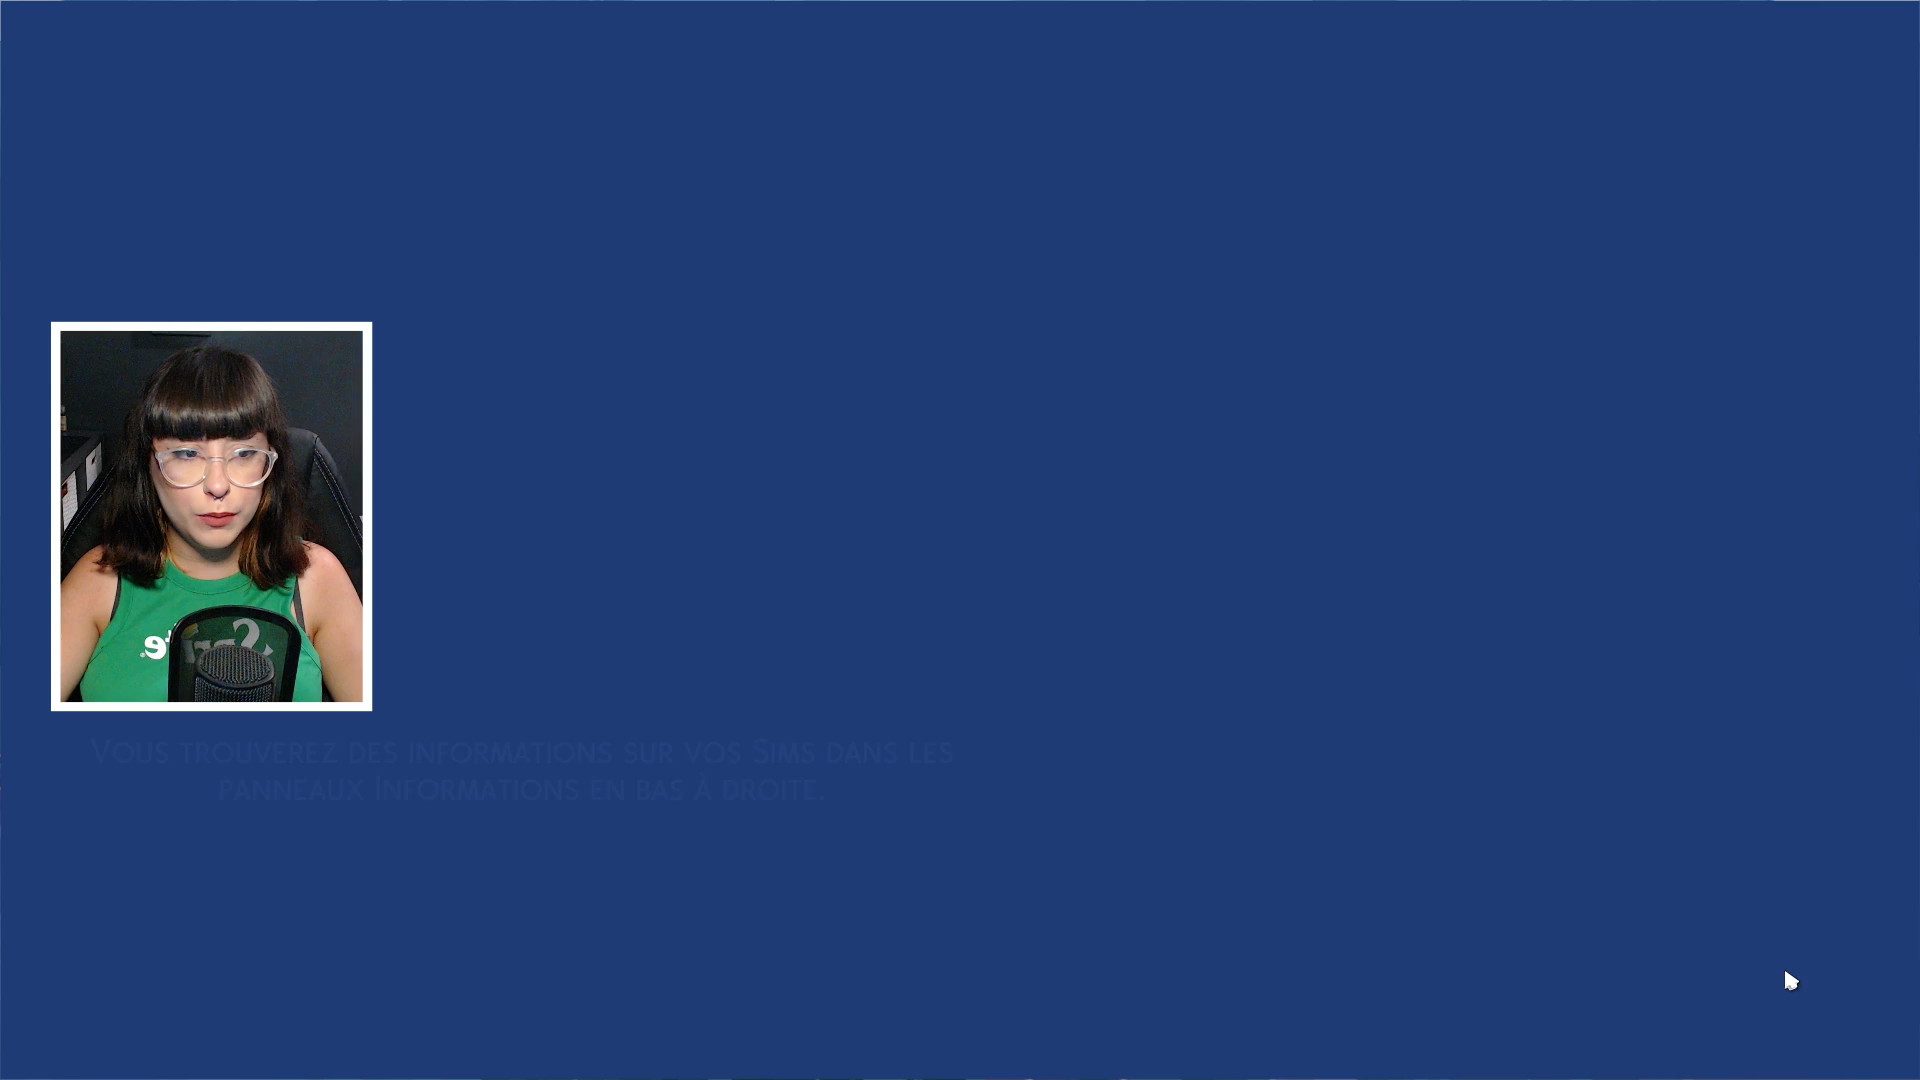 Vous trouverez des informations sur vos Sims dans les
panneaux Informations en bas à droite.